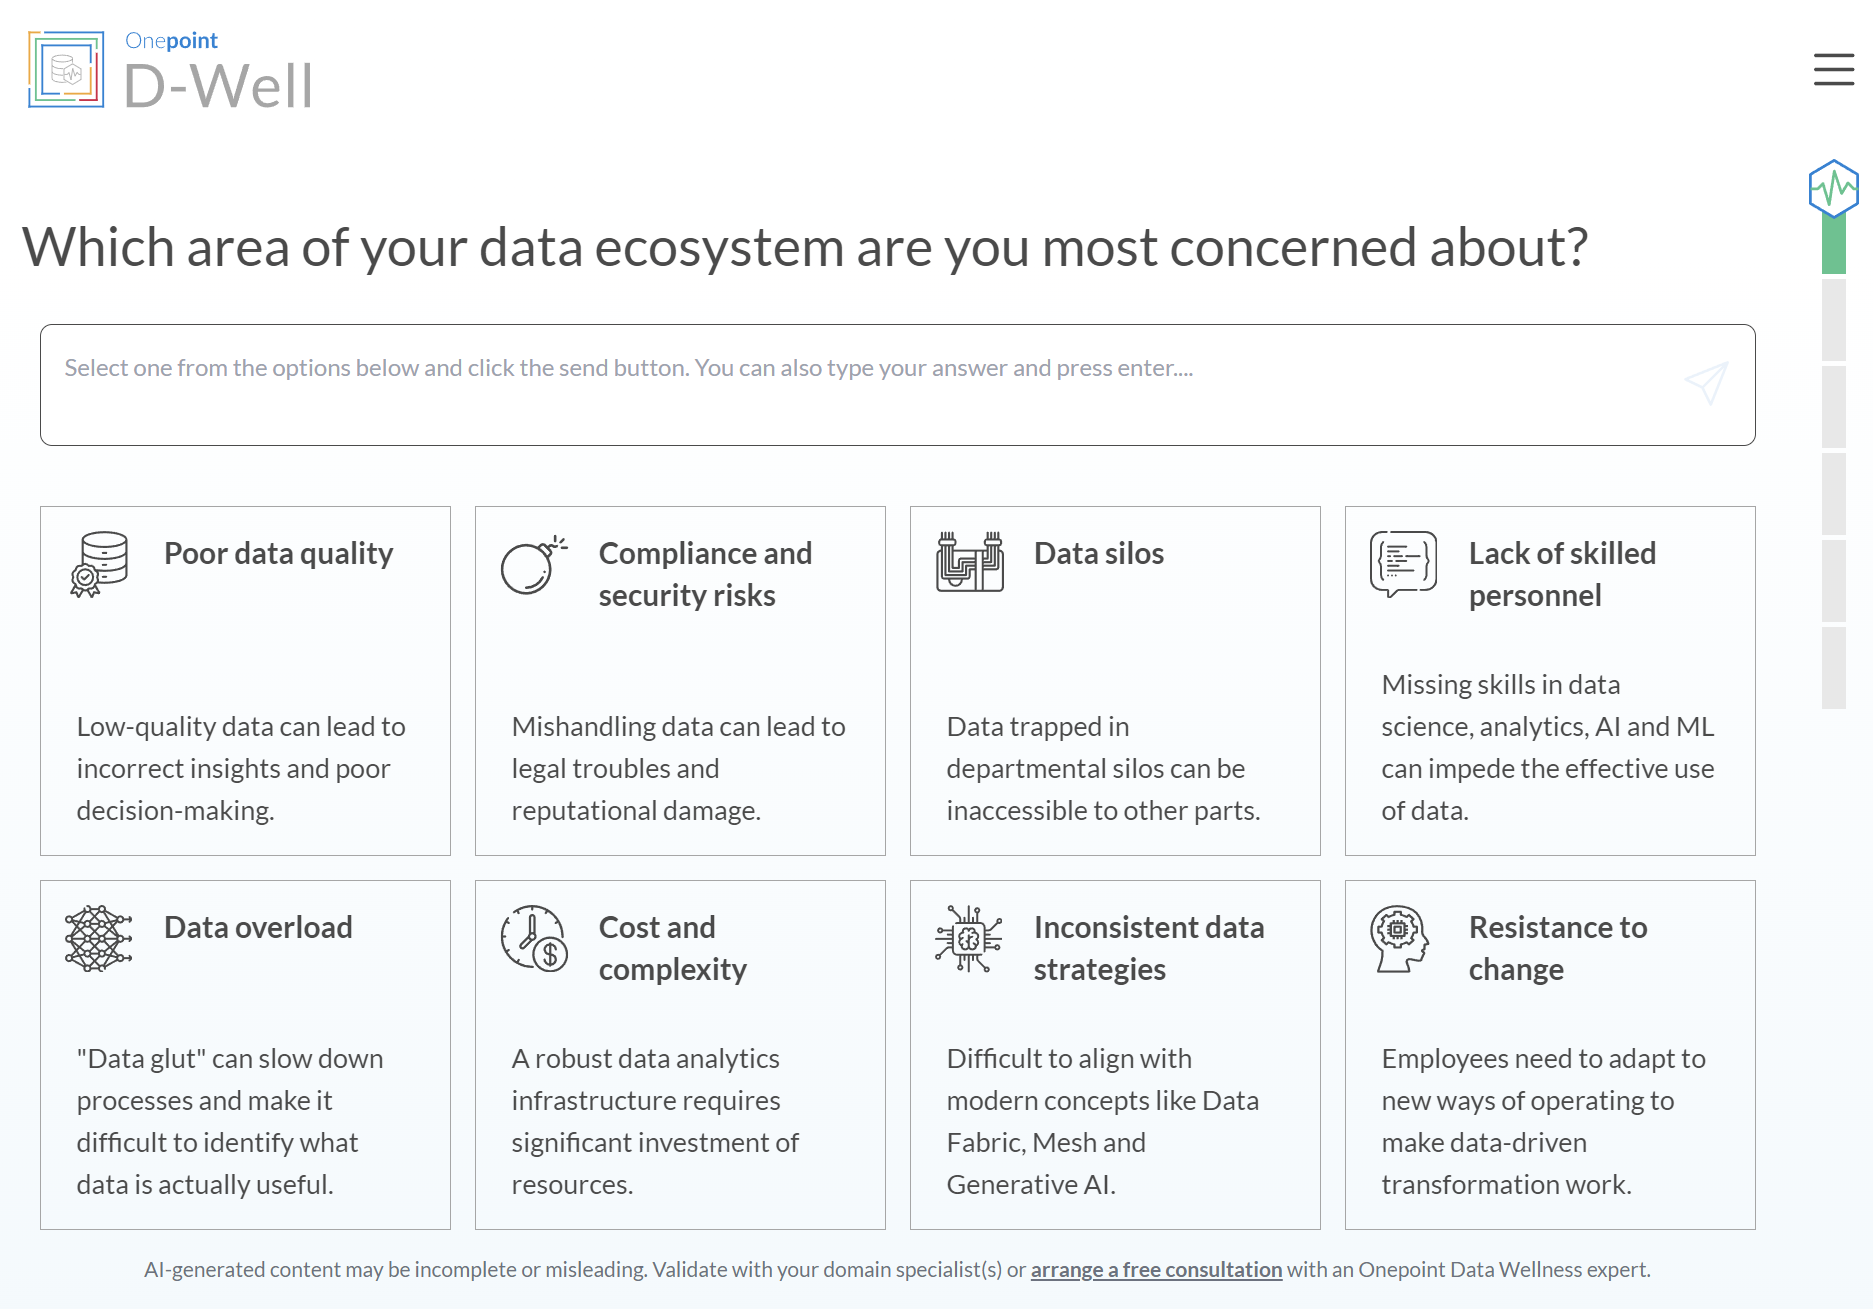 Onepoint
D-Well
Which area of your data ecosystem are you most concerned about?
Select one from the options below and click the send button. You can also type your answer and press enter....
Poor data quality
Low-quality data can lead to
incorrect insights and poor
decision-making.
Compliance and
security risks
Mishandling data can lead to
legal troubles and
reputational damage.
Data silos
Data trapped in
departmental silos can be
inaccessible to other parts.
Lack of skilled
personnel
Missing skills in data
science, analytics, AI and ML
can impede the effective use
of data.
Data overload
"Data glut" can slow down
processes and make it
difficult to identify what
data is actually useful.
Cost and
complexity
A robust data analytics
infrastructure requires
significant investment of
resources.
Inconsistent data
strategies
Difficult to align with
modern concepts like Data
Fabric, Mesh and
Generative AI.
Resistance to
change
Employees need to adapt to
new ways of operating to
make data-driven
transformation work.
AI-generated content may be incomplete or misleading. Validate with your domain specialist(s) or arrange a free consultation with an Onepoint Data Wellness expert.